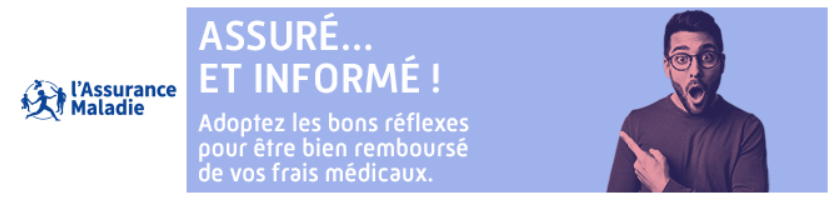 l'Assurance
Maladie
ASSURÉ...
ET INFORMÉ !
Adoptez les bons réflexes
pour être bien remboursé
de vos frais médicaux.